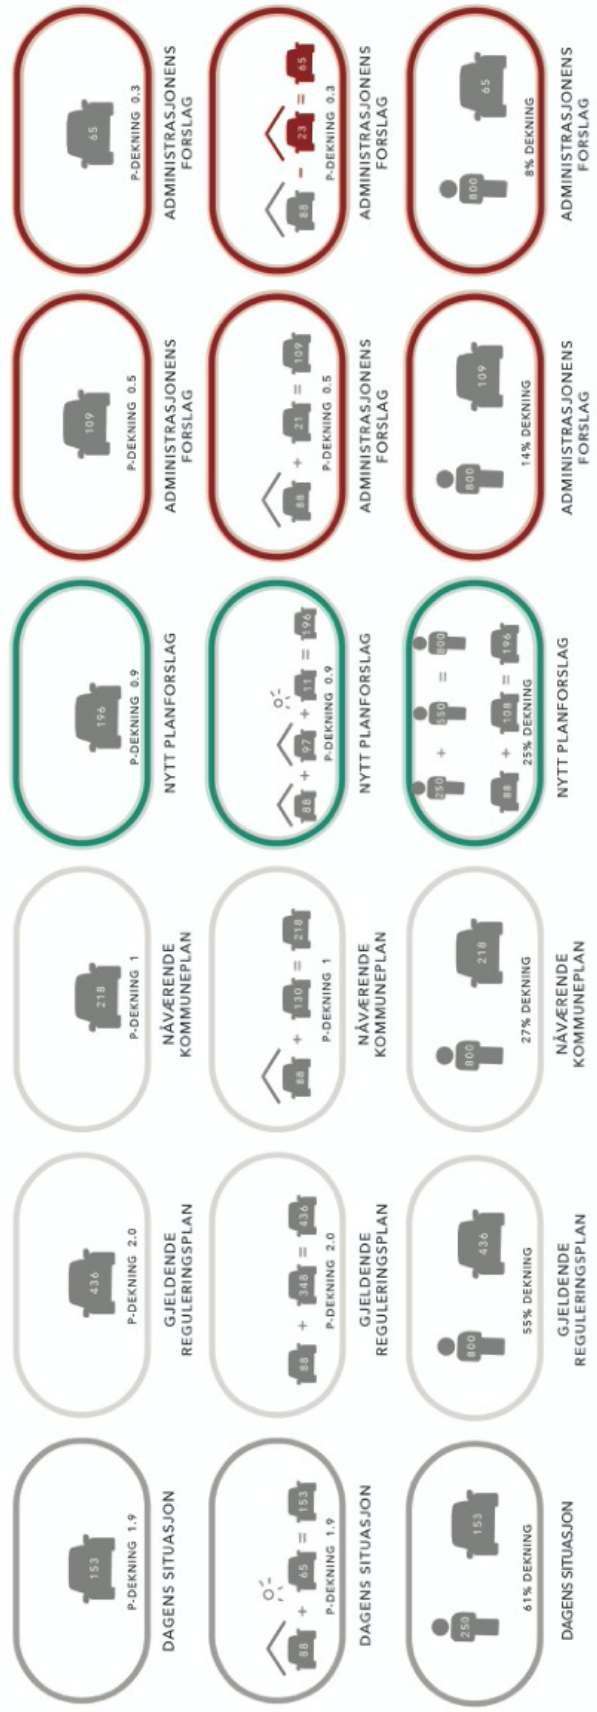 153
P-DEKNING 1.9
DAGENS SITUASJON
436
P-DEKNING 2.0
GJELDENDE
REGULERINGSPLAN
218
P-DEKNING 1
NÅVÆRENDE
KOMMUNEPLAN
196
P-DEKNING 0.9
NYTT PLANFORSLAG
109
P-DEKNING 0.5
ADMINISTRASJONENS
FORSLAG
65
P-DEKNING 0.3
ADMINISTRASJONENS
FORSLAG
88 + 65 = 153
P-DEKNING 1.9
DAGENS SITUASJON
88 + 348 = 436
P-DEKNING 2.0
GJELDENDE
REGULERINGSPLAN
88 + 130 = 218
P-DEKNING 1
NÅVÆRENDE
KOMMUNEPLAN
88 + 97 + 11 = 196
P-DEKNING 0.9
NYTT PLANFORSLAG
88 + 21 = 109
P-DEKNING 0.5
ADMINISTRASJONENS
FORSLAG
88 - 23 = 65
P-DEKNING 0.3
ADMINISTRASJONENS
FORSLAG
250 153
61% DEKNING
DAGENS SITUASJON
800 436
55% DEKNING
GJELDENDE
REGULERINGSPLAN
800 218
27% DEKNING
NÅVÆRENDE
KOMMUNEPLAN
250 + 550 = 800
88 + 108 = 196
25% DEKNING
NYTT PLANFORSLAG
800 109
14% DEKNING
ADMINISTRASJONENS
FORSLAG
800 65
8% DEKNING
ADMINISTRASJONENS
FORSLAG